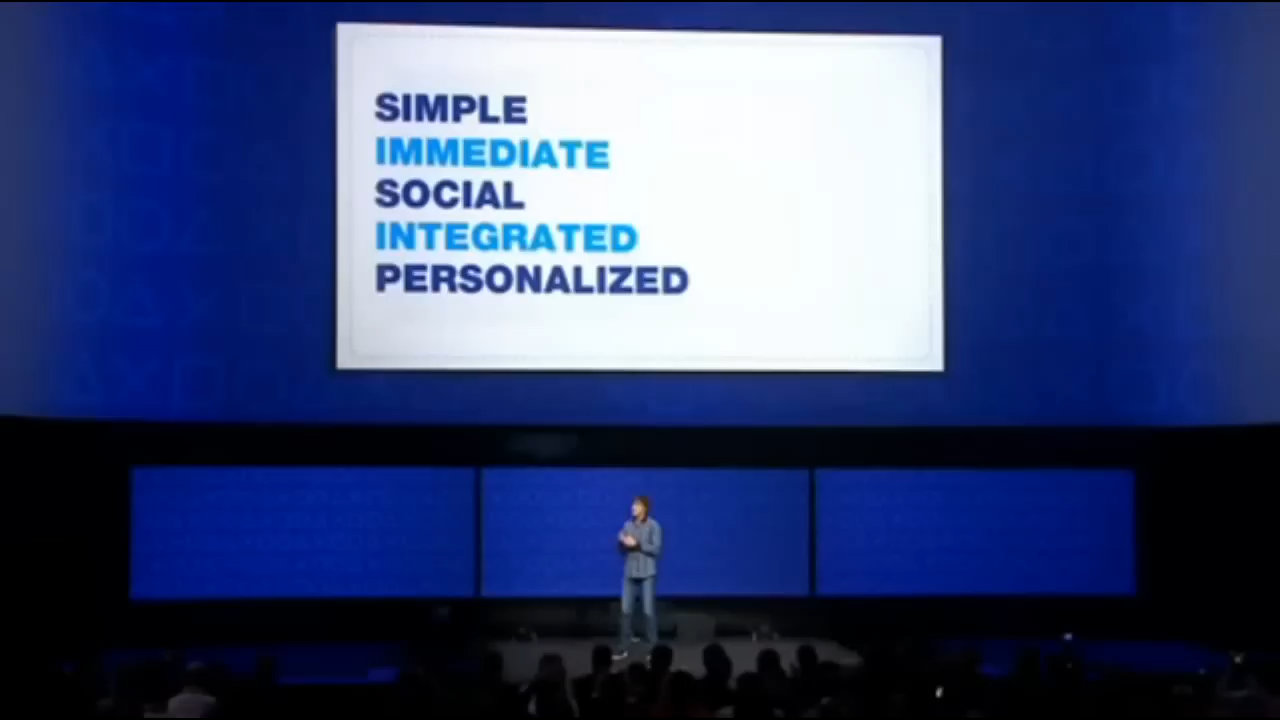 SIMPLE
IMMEDIATE
SOCIAL
INTEGRATED
PERSONALIZED